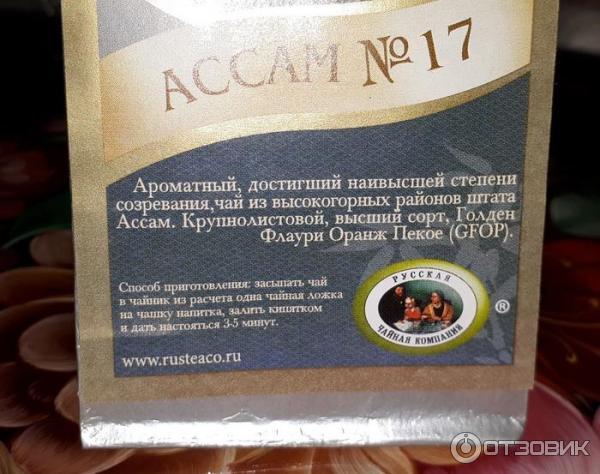 АССАМ №17
Ароматный, достигший наивысшей степени
созревания,чай из высокогорных районов штата
Ассам. Крупнолистовой, высший сорт, Голден
Флаури Оранж Пекое (GFOP).
Способ приготовления: засыпать чай
в чайник из расчета одна чайная ложка
на чашку напитка, залить кипятком
и дать настояться 3-5 минут.
РУССКАЯ
ЧАЙНАЯ КОМПАНИЯ
®
www.rusteaco.ru
ОТЗОВИК